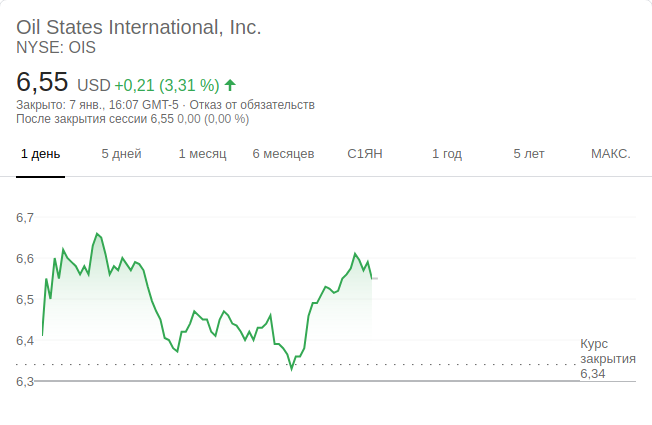 Oil States International, Inc.
NYSE: OIS
6,55 USD +0,21 (3,31 %)
Закрыто: 7 янв., 16:07 GMT-5 · Отказ от обязательств
После закрытия сессии 6,55 0,00 (0,00 %)
1 день 5 дней 1 месяц 6 месяцев С1ЯН 1 год 5 лет МАКС.
6,7
6,6
6,5
6,4
6,3
Курс
закрытия
6,34